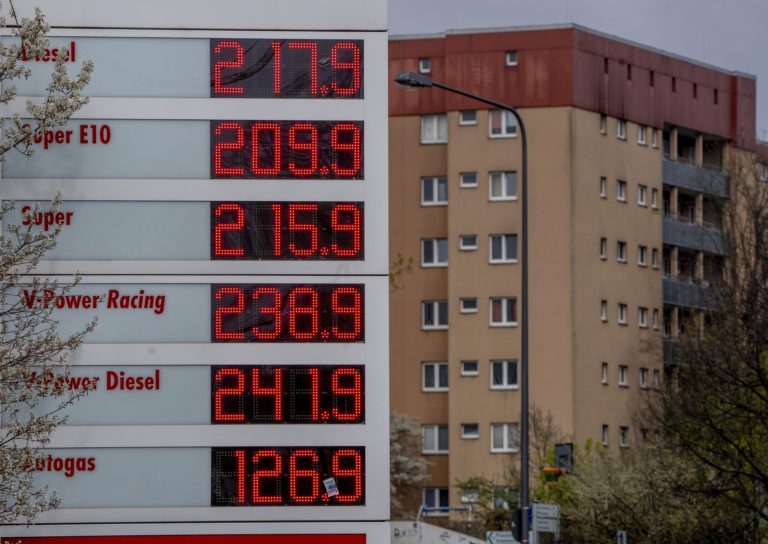 Diesel 217.9
Super E10 209.9
Super 215.9
V-Power Racing 238.9
V-Power Diesel 241.9
Autogas 126.9